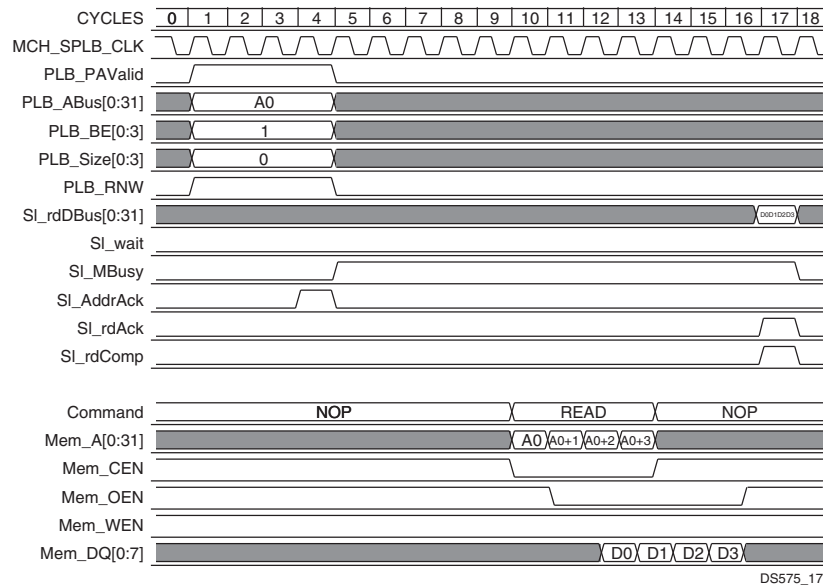 CYCLES 0 1 2 3 4 5 6 7 8 9 10 11 12 13 14 15 16 17 18
MCH_SPLB_CLK
PLB_PAValid
PLB_ABus[0:31] A0
PLB_BE[0:3] 1
PLB_Size[0:3] 0
PLB_RNW
Sl_rdDBus[0:31] D0D1D2D3
Sl_wait
Sl_MBusy
Sl_AddrAck
Sl_rdAck
Sl_rdComp
Command NOP READ NOP
Mem_A[0:31] A0 A0+1 A0+2 A0+3
Mem_CEN
Mem_OEN
Mem_WEN
Mem_DQ[0:7] D0 D1 D2 D3
DS575_17